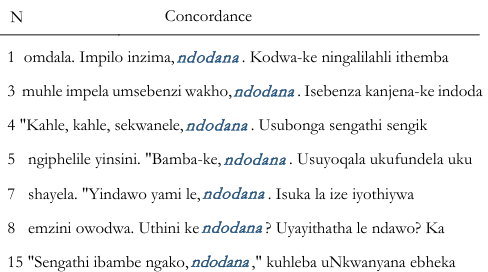 N Concordance
1 omdala. Impilo inzima, ndodana. Kodwa-ke ningalilahli ithemba
3 muhle impela umsebenzi wakho, ndodana. Isebenza kanjena-ke indoda
4 "Kahle, kahle, sekwanele, ndodana. Usubonga sengathi sengik
5 ngiphelile yinsini. "Bamba-ke, ndodana. Usuyoqala ukufundela uku
7 shayela. "Yindawo yami le, ndodana. Isuka la ize iyothiywa
8 emzini owodwa. Uthini ke ndodana? Uyayithatha le ndawo? Ka
15 "Sengathi ibambe ngako, ndodana," kuhleba uNkwanyana ebheka